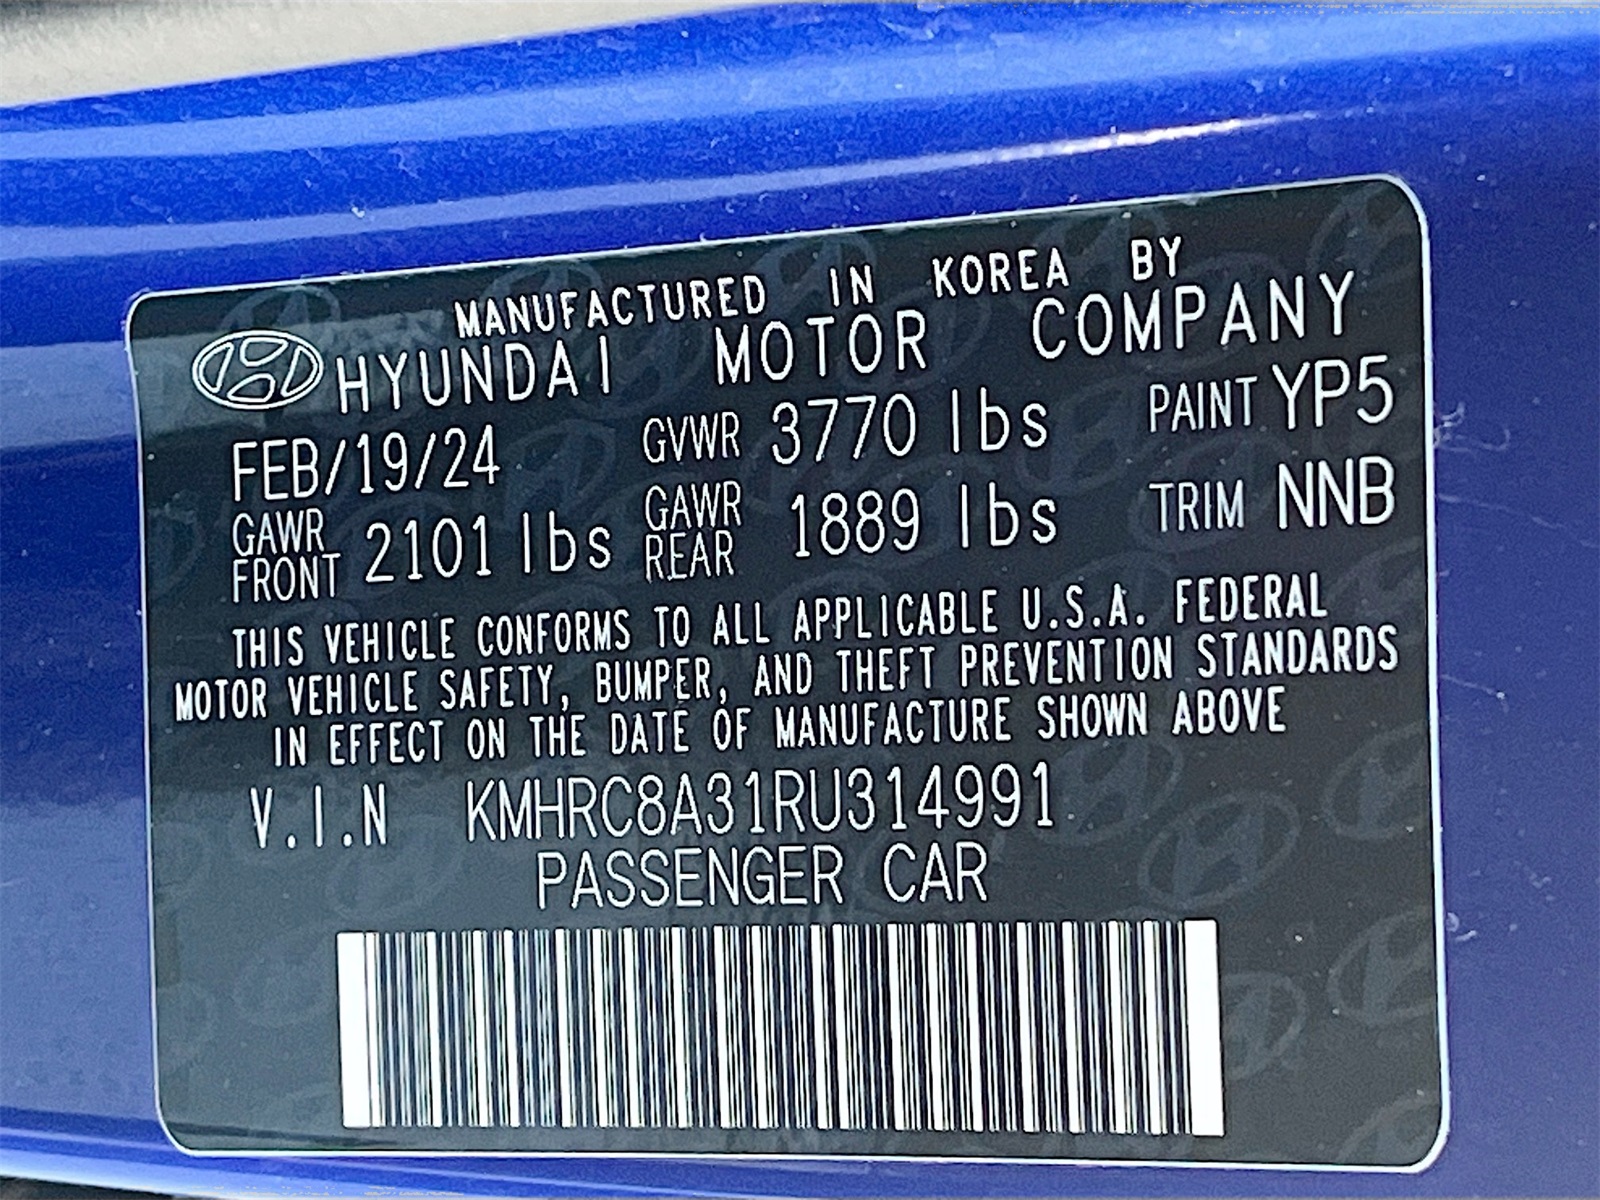 MANUFACTURED IN KOREA BY
HYUNDAI MOTOR COMPANY
FEB/19/24 GVWR 3770 lbs PAINT YP5
GAWR FRONT 2101 lbs GAWR REAR 1889 lbs TRIM NNB
THIS VEHICLE CONFORMS TO ALL APPLICABLE U.S.A. FEDERAL
MOTOR VEHICLE SAFETY, BUMPER, AND THEFT PREVENTION STANDARDS
IN EFFECT ON THE DATE OF MANUFACTURE SHOWN ABOVE
V.I.N KMHRC8A31RU314991
PASSENGER CAR